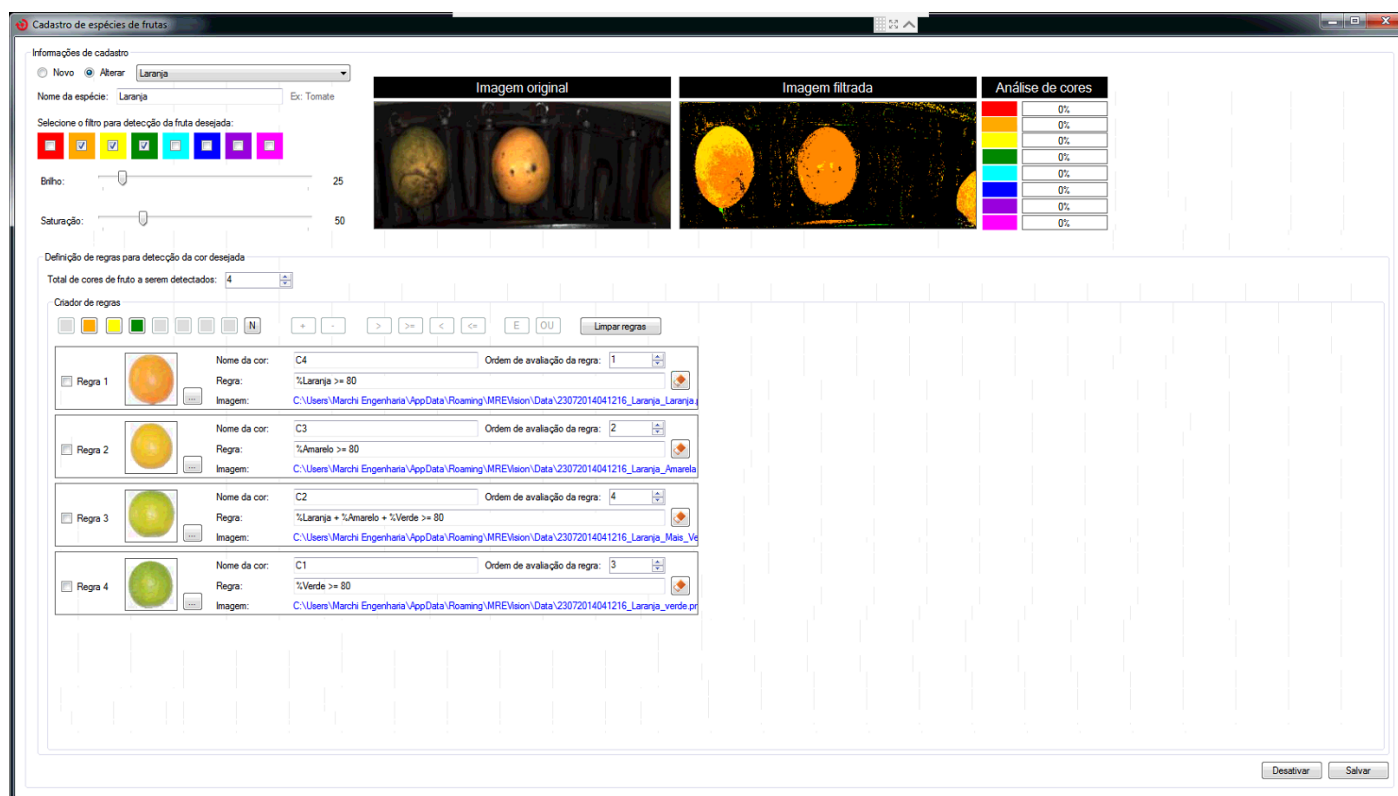 Cadastro de espécies de frutas
Informações de cadastro
Novo Alterar Laranja
Nome da espécie: Laranja Ex: Tomate
Selecione o filtro para detecção da fruta desejada:
Brilho: 25
Saturação: 50
Imagem original Imagem filtrada Análise de cores
0%
0%
0%
0%
0%
0%
0%
0%
Definição de regras para detecção da cor desejada
Total de cores de fruto a serem detectados: 4
Criador de regras
N + - > >= < <= E OU Limpar regras
Regra 1
Nome da cor: C4 Ordem de avaliação da regra: 1
Regra: %Laranja >= 80
... Imagem: C:\Users\Marchi Engenharia\AppData\Roaming\MREVision\Data\23072014041216_Laranja_Laranja.p
Regra 2
Nome da cor: C3 Ordem de avaliação da regra: 2
Regra: %Amarelo >= 80
... Imagem: C:\Users\Marchi Engenharia\AppData\Roaming\MREVision\Data\23072014041216_Laranja_Amarela
Regra 3
Nome da cor: C2 Ordem de avaliação da regra: 4
Regra: %Laranja + %Amarelo + %Verde >= 80
... Imagem: C:\Users\Marchi Engenharia\AppData\Roaming\MREVision\Data\23072014041216_Laranja_Mais_Ve
Regra 4
Nome da cor: C1 Ordem de avaliação da regra: 3
Regra: %Verde >= 80
... Imagem: C:\Users\Marchi Engenharia\AppData\Roaming\MREVision\Data\23072014041216_Laranja_verde.pr
Desativar Salvar